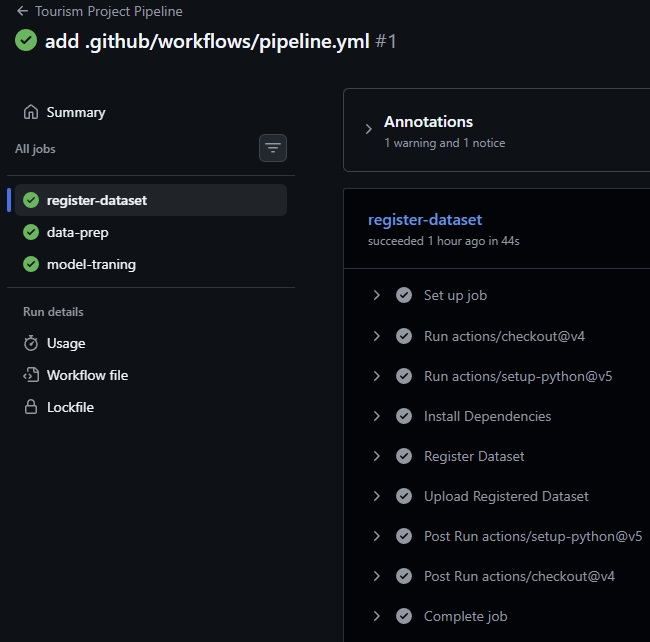 Tourism Project Pipeline
add .github/workflows/pipeline.yml #1
Summary
All jobs
register-dataset
data-prep
model-traning
Run details
Usage
Workflow file
Lockfile
Annotations
1 warning and 1 notice
register-dataset
succeeded 1 hour ago in 44s
Set up job
Run actions/checkout@v4
Run actions/setup-python@v5
Install Dependencies
Register Dataset
Upload Registered Dataset
Post Run actions/setup-python@v5
Post Run actions/checkout@v4
Complete job